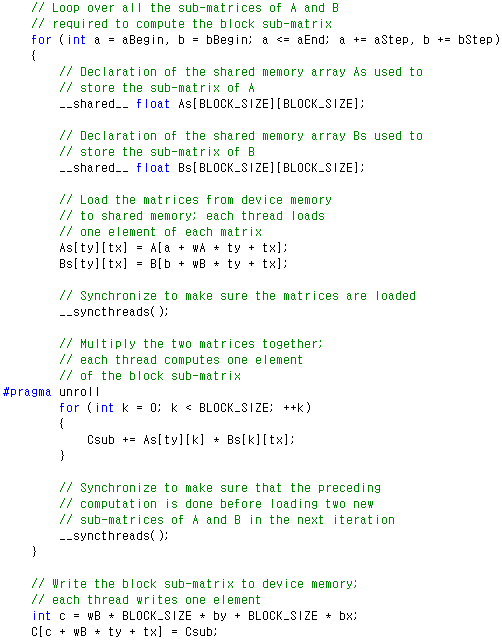 // Loop over all the sub-matrices of A and B
// required to compute the block sub-matrix
for (int a = aBegin, b = bBegin; a <= aEnd; a += aStep, b += bStep)
{
// Declaration of the shared memory array As used to
// store the sub-matrix of A
__shared__ float As[BLOCK_SIZE][BLOCK_SIZE];
// Declaration of the shared memory array Bs used to
// store the sub-matrix of B
__shared__ float Bs[BLOCK_SIZE][BLOCK_SIZE];
// Load the matrices from device memory
// to shared memory; each thread loads
// one element of each matrix
As[ty][tx] = A[a + wA * ty + tx];
Bs[ty][tx] = B[b + wB * ty + tx];
// Synchronize to make sure the matrices are loaded
__syncthreads();
// Multiply the two matrices together;
// each thread computes one element
// of the block sub-matrix
#pragma unroll
for (int k = 0; k < BLOCK_SIZE; ++k)
{
Csub += As[ty][k] * Bs[k][tx];
}
// Synchronize to make sure that the preceding
// computation is done before loading two new
// sub-matrices of A and B in the next iteration
__syncthreads();
}
// Write the block sub-matrix to device memory;
// each thread writes one element
int c = wB * BLOCK_SIZE * by + BLOCK_SIZE * bx;
C[c + wB * ty + tx] = Csub;